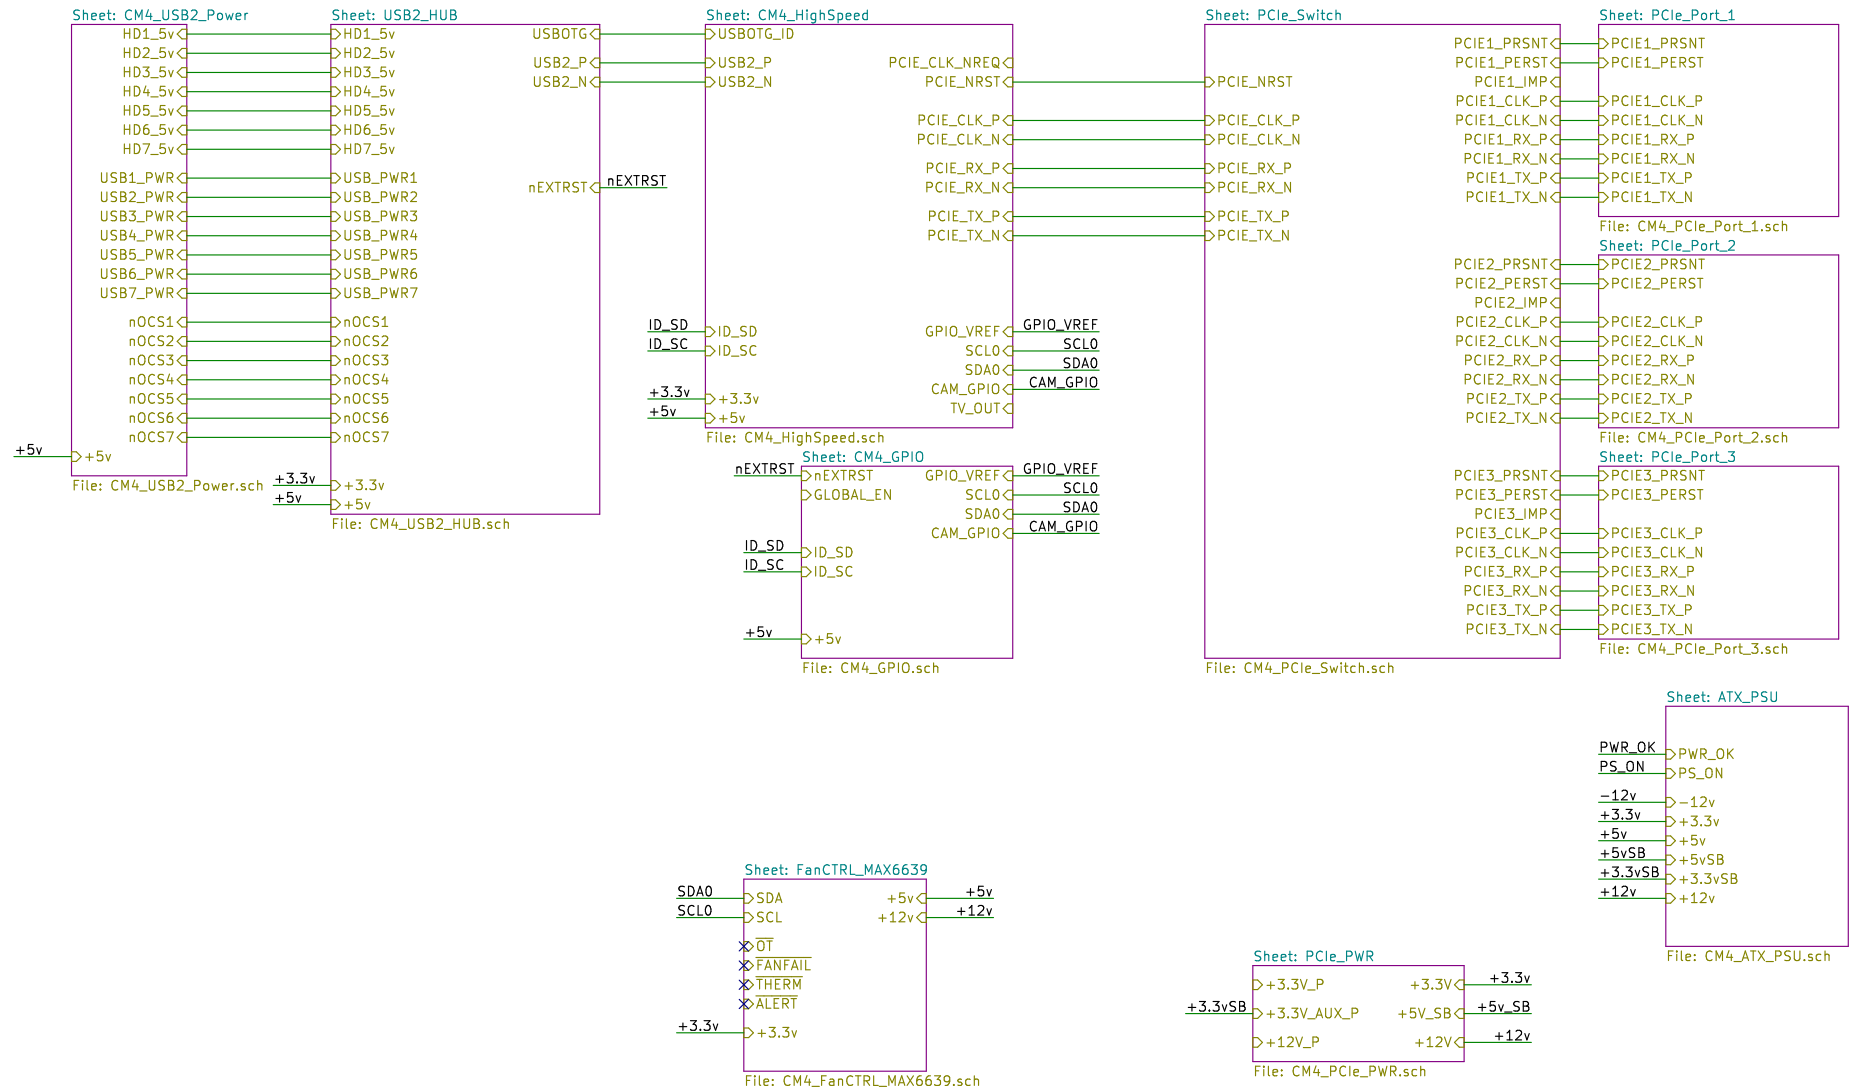 Sheet: CM4_USB2_Power
HD1_5v
HD2_5v
HD3_5v
HD4_5v
HD5_5v
HD6_5v
HD7_5v
USB1_PWR
USB2_PWR
USB3_PWR
USB4_PWR
USB5_PWR
USB6_PWR
USB7_PWR
nOCS1
nOCS2
nOCS3
nOCS4
nOCS5
nOCS6
nOCS7
+5v
+5v
File: CM4_USB2_Power.sch
Sheet: USB2_HUB
HD1_5v
HD2_5v
HD3_5v
HD4_5v
HD5_5v
HD6_5v
HD7_5v
USB_PWR1
USB_PWR2
USB_PWR3
USB_PWR4
USB_PWR5
USB_PWR6
USB_PWR7
nOCS1
nOCS2
nOCS3
nOCS4
nOCS5
nOCS6
nOCS7
+3.3v
+3.3v
+5v
+5v
USBOTG
USB2_P
USB2_N
nEXTRST
nEXTRST
File: CM4_USB2_HUB.sch
Sheet: CM4_HighSpeed
USBOTG_ID
USB2_P
USB2_N
ID_SD
ID_SD
ID_SC
ID_SC
+3.3v
+3.3v
+5v
+5v
PCIE_CLK_NREQ
PCIE_NRST
PCIE_CLK_P
PCIE_CLK_N
PCIE_RX_P
PCIE_RX_N
PCIE_TX_P
PCIE_TX_N
GPIO_VREF
GPIO_VREF
SCL0
SCL0
SDA0
SDA0
CAM_GPIO
CAM_GPIO
TV_OUT
File: CM4_HighSpeed.sch
Sheet: CM4_GPIO
nEXTRST
nEXTRST
GLOBAL_EN
ID_SD
ID_SD
ID_SC
ID_SC
+5v
+5v
GPIO_VREF
GPIO_VREF
SCL0
SCL0
SDA0
SDA0
CAM_GPIO
CAM_GPIO
File: CM4_GPIO.sch
Sheet: PCIe_Switch
PCIE_NRST
PCIE_CLK_P
PCIE_CLK_N
PCIE_RX_P
PCIE_RX_N
PCIE_TX_P
PCIE_TX_N
PCIE1_PRSNT
PCIE1_PERST
PCIE1_IMP
PCIE1_CLK_P
PCIE1_CLK_N
PCIE1_RX_P
PCIE1_RX_N
PCIE1_TX_P
PCIE1_TX_N
PCIE2_PRSNT
PCIE2_PERST
PCIE2_IMP
PCIE2_CLK_P
PCIE2_CLK_N
PCIE2_RX_P
PCIE2_RX_N
PCIE2_TX_P
PCIE2_TX_N
PCIE3_PRSNT
PCIE3_PERST
PCIE3_IMP
PCIE3_CLK_P
PCIE3_CLK_N
PCIE3_RX_P
PCIE3_RX_N
PCIE3_TX_P
PCIE3_TX_N
File: CM4_PCIe_Switch.sch
Sheet: PCIe_Port_1
PCIE1_PRSNT
PCIE1_PERST
PCIE1_CLK_P
PCIE1_CLK_N
PCIE1_RX_P
PCIE1_RX_N
PCIE1_TX_P
PCIE1_TX_N
File: CM4_PCIe_Port_1.sch
Sheet: PCIe_Port_2
PCIE2_PRSNT
PCIE2_PERST
PCIE2_CLK_P
PCIE2_CLK_N
PCIE2_RX_P
PCIE2_RX_N
PCIE2_TX_P
PCIE2_TX_N
File: CM4_PCIe_Port_2.sch
Sheet: PCIe_Port_3
PCIE3_PRSNT
PCIE3_PERST
PCIE3_CLK_P
PCIE3_CLK_N
PCIE3_RX_P
PCIE3_RX_N
PCIE3_TX_P
PCIE3_TX_N
File: CM4_PCIe_Port_3.sch
Sheet: ATX_PSU
PWR_OK
PWR_OK
PS_ON
PS_ON
-12v
-12v
+3.3v
+3.3v
+5v
+5v
+5vSB
+5vSB
+3.3vSB
+3.3vSB
+12v
+12v
File: CM4_ATX_PSU.sch
Sheet: FanCTRL_MAX6639
SDA0
SDA
SCL0
SCL
OT
FANFAIL
THERM
ALERT
+3.3v
+3.3v
+5v
+5v
+12v
+12v
File: CM4_FanCTRL_MAX6639.sch
Sheet: PCIe_PWR
+3.3V_P
+3.3vSB
+3.3V_AUX_P
+12V_P
+3.3V
+3.3v
+5V_SB
+5v_SB
+12V
+12v
File: CM4_PCIe_PWR.sch